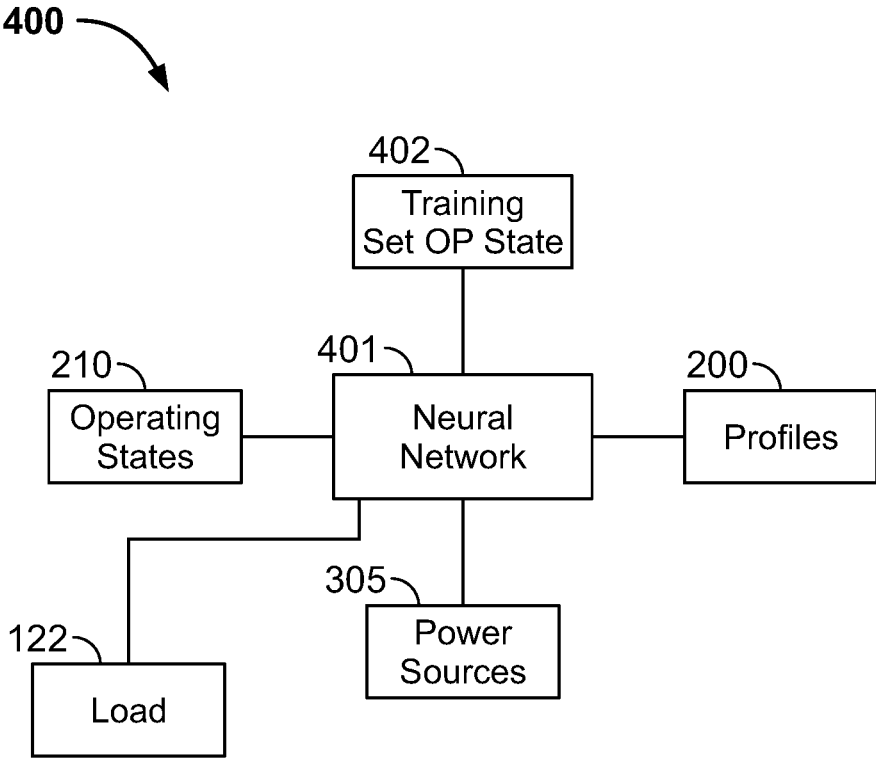 400
402
Training
Set OP State
401
Neural
Network
210
Operating
States
200
Profiles
305
Power
Sources
122
Load